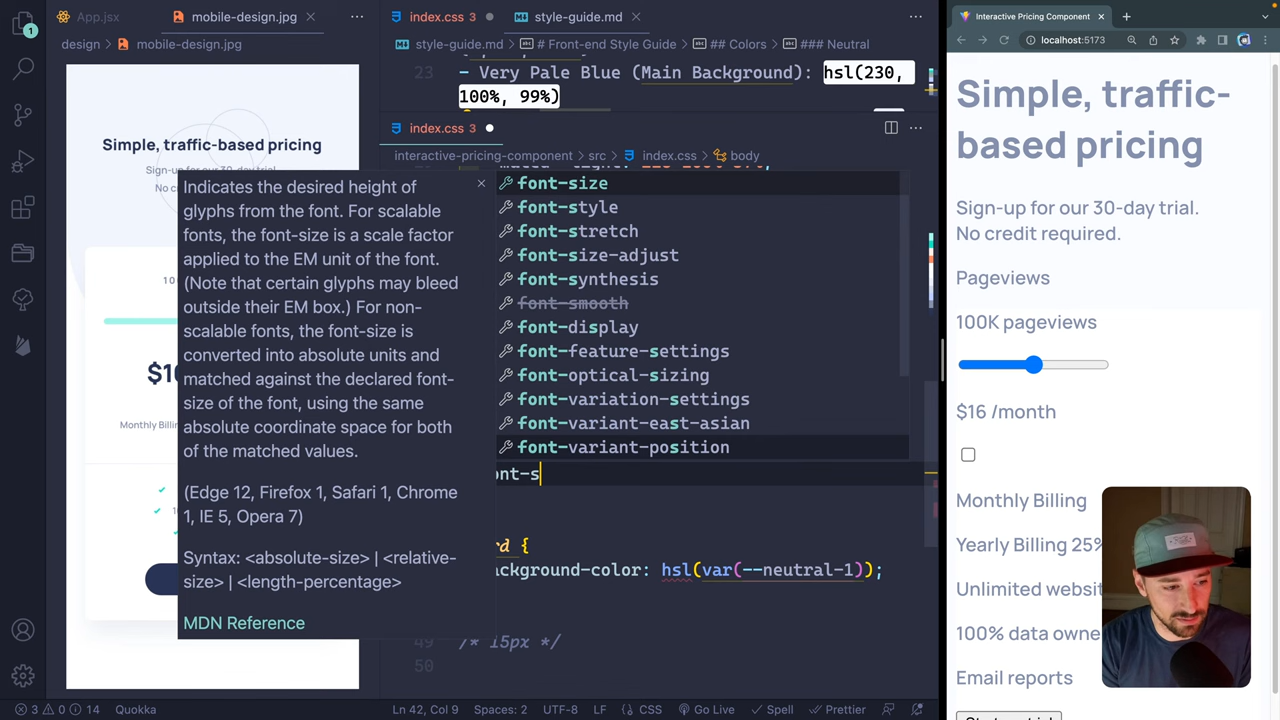 App.jsx
mobile-design.jpg
index.css 3
style-guide.md
design
mobile-design.jpg
style-guide.md
# Front-end Style Guide
## Colors
### Neutral
23
- Very Pale Blue (Main Background): hsl(230,
100%, 99%)
index.css 3
interactive-pricing-component
src
index.css
body
1
Simple, traffic-based pricing
Indicates the desired height of
glyphs from the font. For scalable
fonts, the font-size is a scale factor
applied to the EM unit of the font.
(Note that certain glyphs may bleed
outside their EM box.) For non-
scalable fonts, the font-size is
converted into absolute units and
matched against the declared font-
size of the font, using the same
absolute coordinate space for both
of the matched values.
(Edge 12, Firefox 1, Safari 1, Chrome
1, IE 5, Opera 7)
Syntax: <absolute-size> | <relative-
size> | <length-percentage>
MDN Reference
font-size
font-style
font-stretch
font-size-adjust
font-synthesis
font-smooth
font-display
font-feature-settings
font-optical-sizing
font-variation-settings
font-variant-east-asian
font-variant-position
ont-s
rd {
ackground-color: hsl(var(--neutral-1));
49
/* 15px */
50
$1
Monthly Billin
3
0
14
Quokka
Ln 42, Col 9
Spaces: 2
UTF-8
LF
{} CSS
Go Live
Spell
Prettier
Interactive Pricing Component
localhost:5173
Simple, traffic-
based pricing
Sign-up for our 30-day trial.
No credit required.
Pageviews
100K pageviews
$16 /month
Monthly Billing
Yearly Billing 25%
Unlimited websit
100% data owne
Email reports